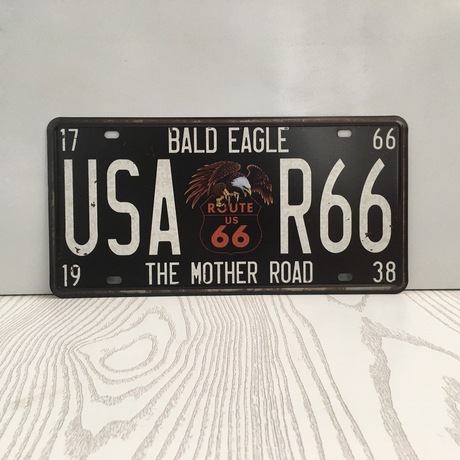 17 BALD EAGLE 66
USA R66
ROUTE
US
66
19 THE MOTHER ROAD 38